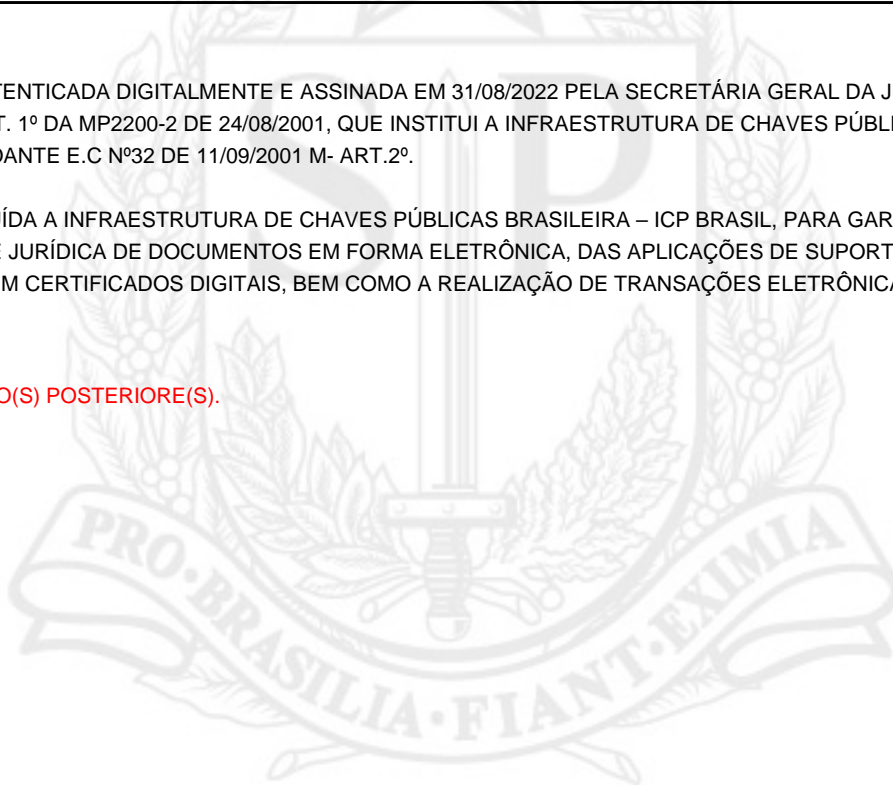 TENTICADA DIGITALMENTE E ASSINADA EM 31/08/2022 PELA SECRETÁRIA GERAL DA J
T. 1º DA MP2200-2 DE 24/08/2001, QUE INSTITUI A INFRAESTRUTURA DE CHAVES PÚBL
DANTE E.C Nº32 DE 11/09/2001 M- ART.2º.
UÍDA A INFRAESTRUTURA DE CHAVES PÚBLICAS BRASILEIRA – ICP BRASIL, PARA GAR
E JURÍDICA DE DOCUMENTOS EM FORMA ELETRÔNICA, DAS APLICAÇÕES DE SUPORT
M CERTIFICADOS DIGITAIS, BEM COMO A REALIZAÇÃO DE TRANSAÇÕES ELETRÔNICA
O(S) POSTERIORE(S).
SP
PRO·BRASILIA·FIANT·EXIMIA